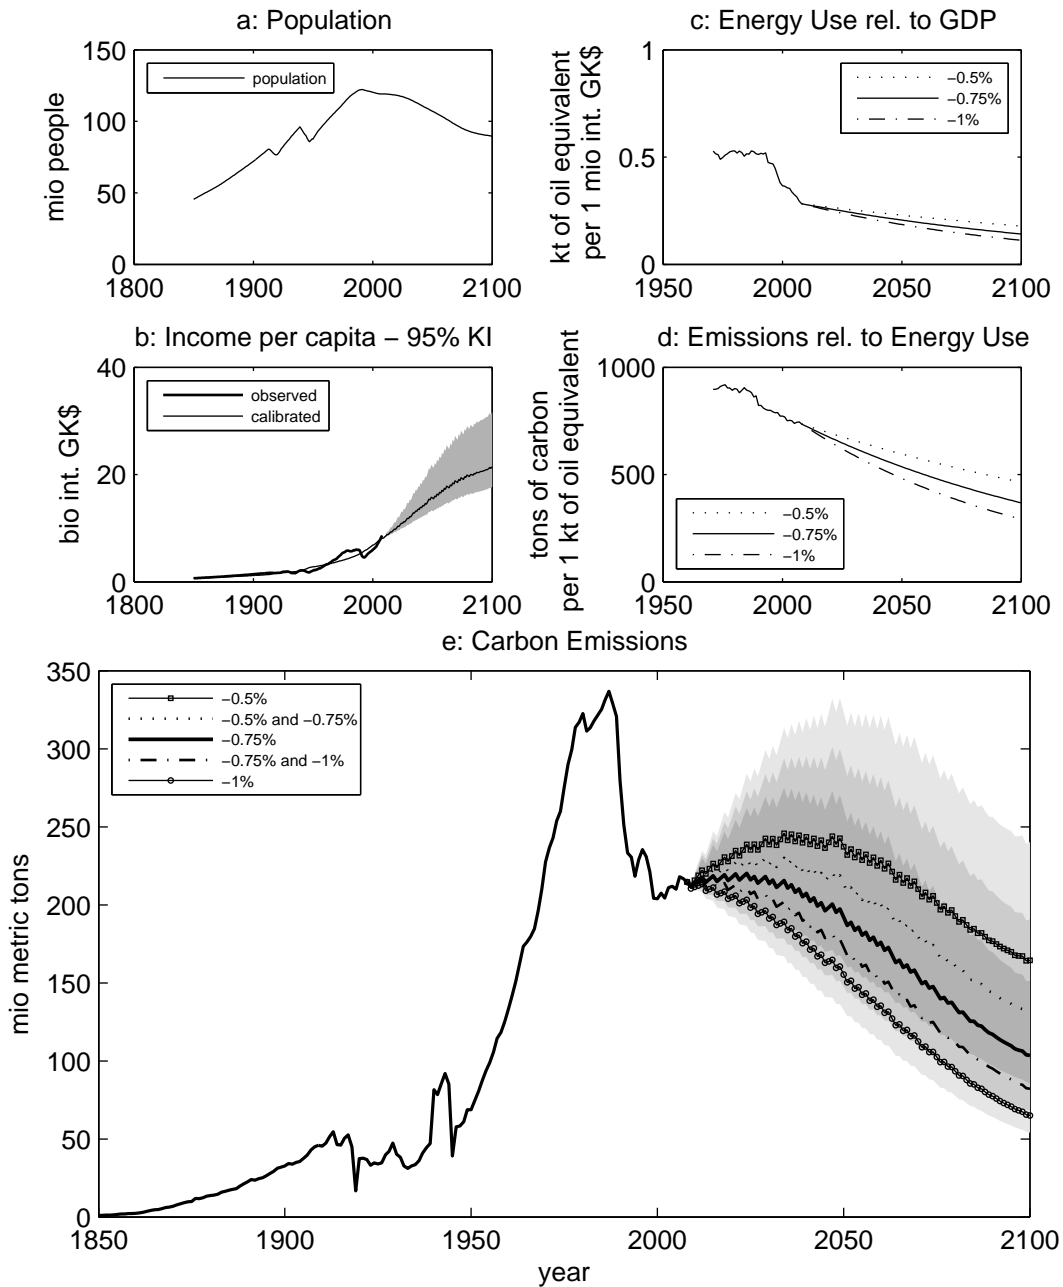 a: Population
mio people
150
100
50
0
1800
1900
2000
2100
population
c: Energy Use rel. to GDP
kt of oil equivalent
per 1 mio int. GK$
1
0.5
0
1950
2000
2050
2100
−0.5%
−0.75%
−1%
b: Income per capita − 95% KI
bio int. GK$
40
20
0
1800
1900
2000
2100
observed
calibrated
d: Emissions rel. to Energy Use
tons of carbon
per 1 kt of oil equivalent
1000
500
0
1950
2000
2050
2100
−0.5%
−0.75%
−1%
e: Carbon Emissions
mio metric tons
350
300
250
200
150
100
50
0
1850
1900
1950
2000
2050
2100
year
−0.5%
−0.5% and −0.75%
−0.75%
−0.75% and −1%
−1%